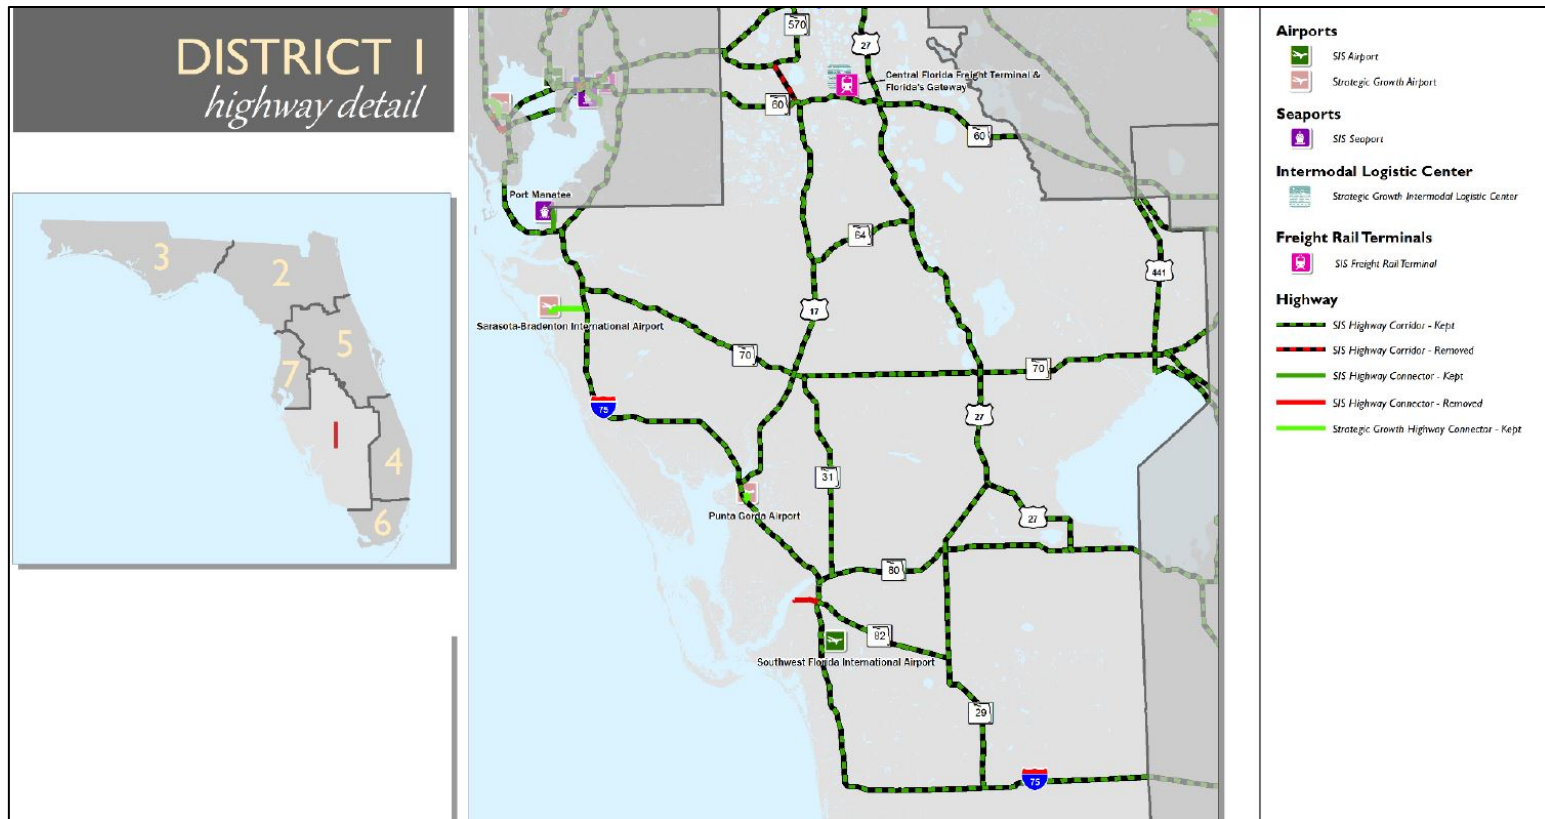 DISTRICT 1
highway detail
3
2
5
7
1
4
6
570
27
Central Florida Freight Terminal &
Florida's Gateway
60
60
Port Manatee
64
441
17
Sarasota-Bradenton International Airport
70
70
75
27
31
Punta Gorda Airport
27
80
82
Southwest Florida International Airport
29
75
Airports
SIS Airport
Strategic Growth Airport
Seaports
SIS Seaport
Intermodal Logistic Center
Strategic Growth Intermodal Logistic Center
Freight Rail Terminals
SIS Freight Rail Terminal
Highway
SIS Highway Corridor - Kept
SIS Highway Corridor - Removed
SIS Highway Connector - Kept
SIS Highway Connector - Removed
Strategic Growth Highway Connector - Kept